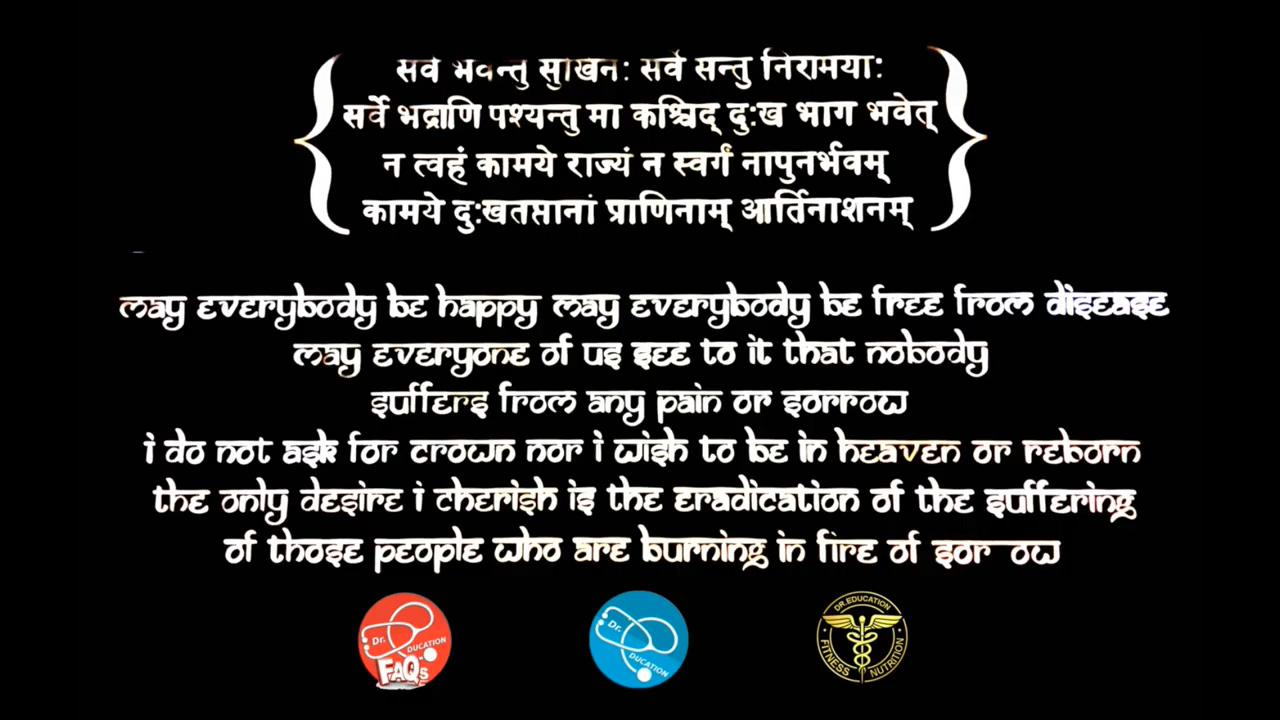 सर्वे भवन्तु सुखिन: सर्वे सन्तु निरामया:
सर्वे भद्राणि पश्यन्तु मा कश्चिद् दु:ख भाग भवेत्
न त्वहं कामये राज्यं न स्वर्गं नापुनर्भवम्
कामये दु:खतप्तानां प्राणिनाम् आर्तिनाशनम्
may everybody be happy may everybody be free from disease
may everyone of us see to it that nobody
suffers from any pain or sorrow
i do not ask for crown nor i wish to be in heaven or reborn
the only desire i cherish is the eradication of the suffering
of those people who are burning in fire of sor ow
Dr. DUCATION FAQs
Dr. DUCATION
DR.EDUCATION FITNESS NUTRITION